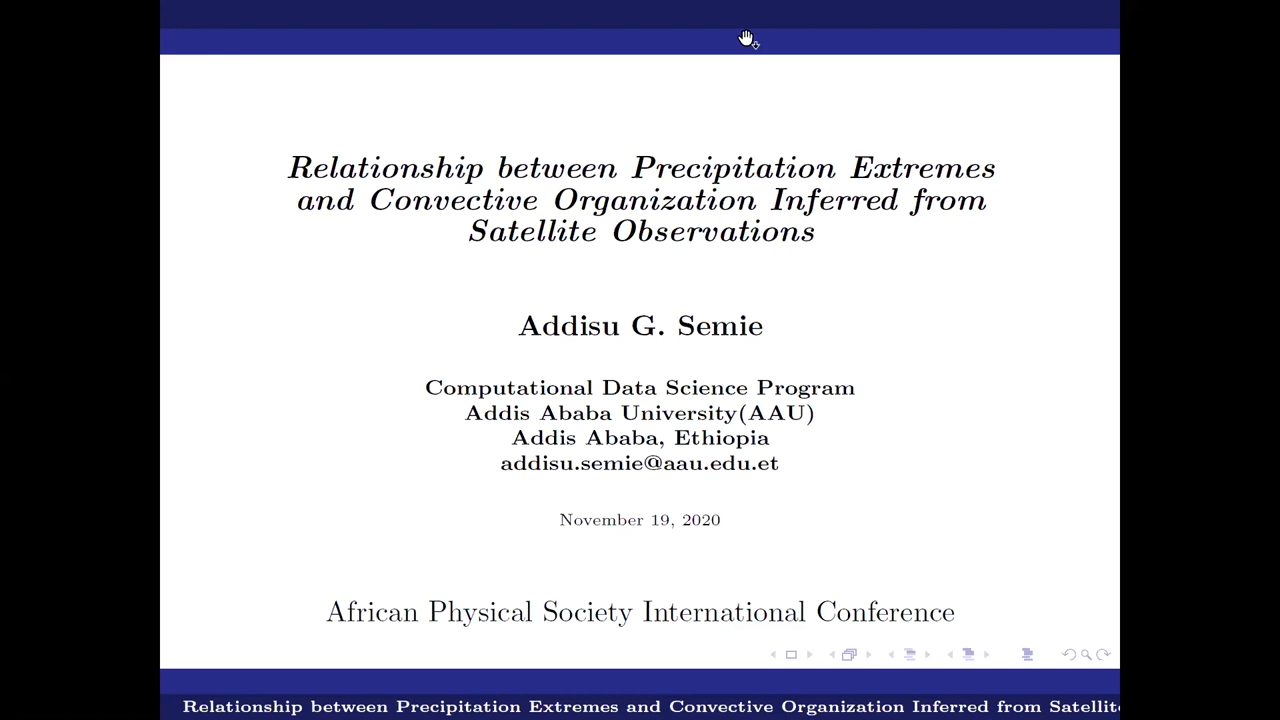 Relationship between Precipitation Extremes
and Convective Organization Inferred from
Satellite Observations
Addisu G. Semie
Computational Data Science Program
Addis Ababa University(AAU)
Addis Ababa, Ethiopia
addisu.semie@aau.edu.et
November 19, 2020
African Physical Society International Conference
Relationship between Precipitation Extremes and Convective Organization Inferred from Satellite